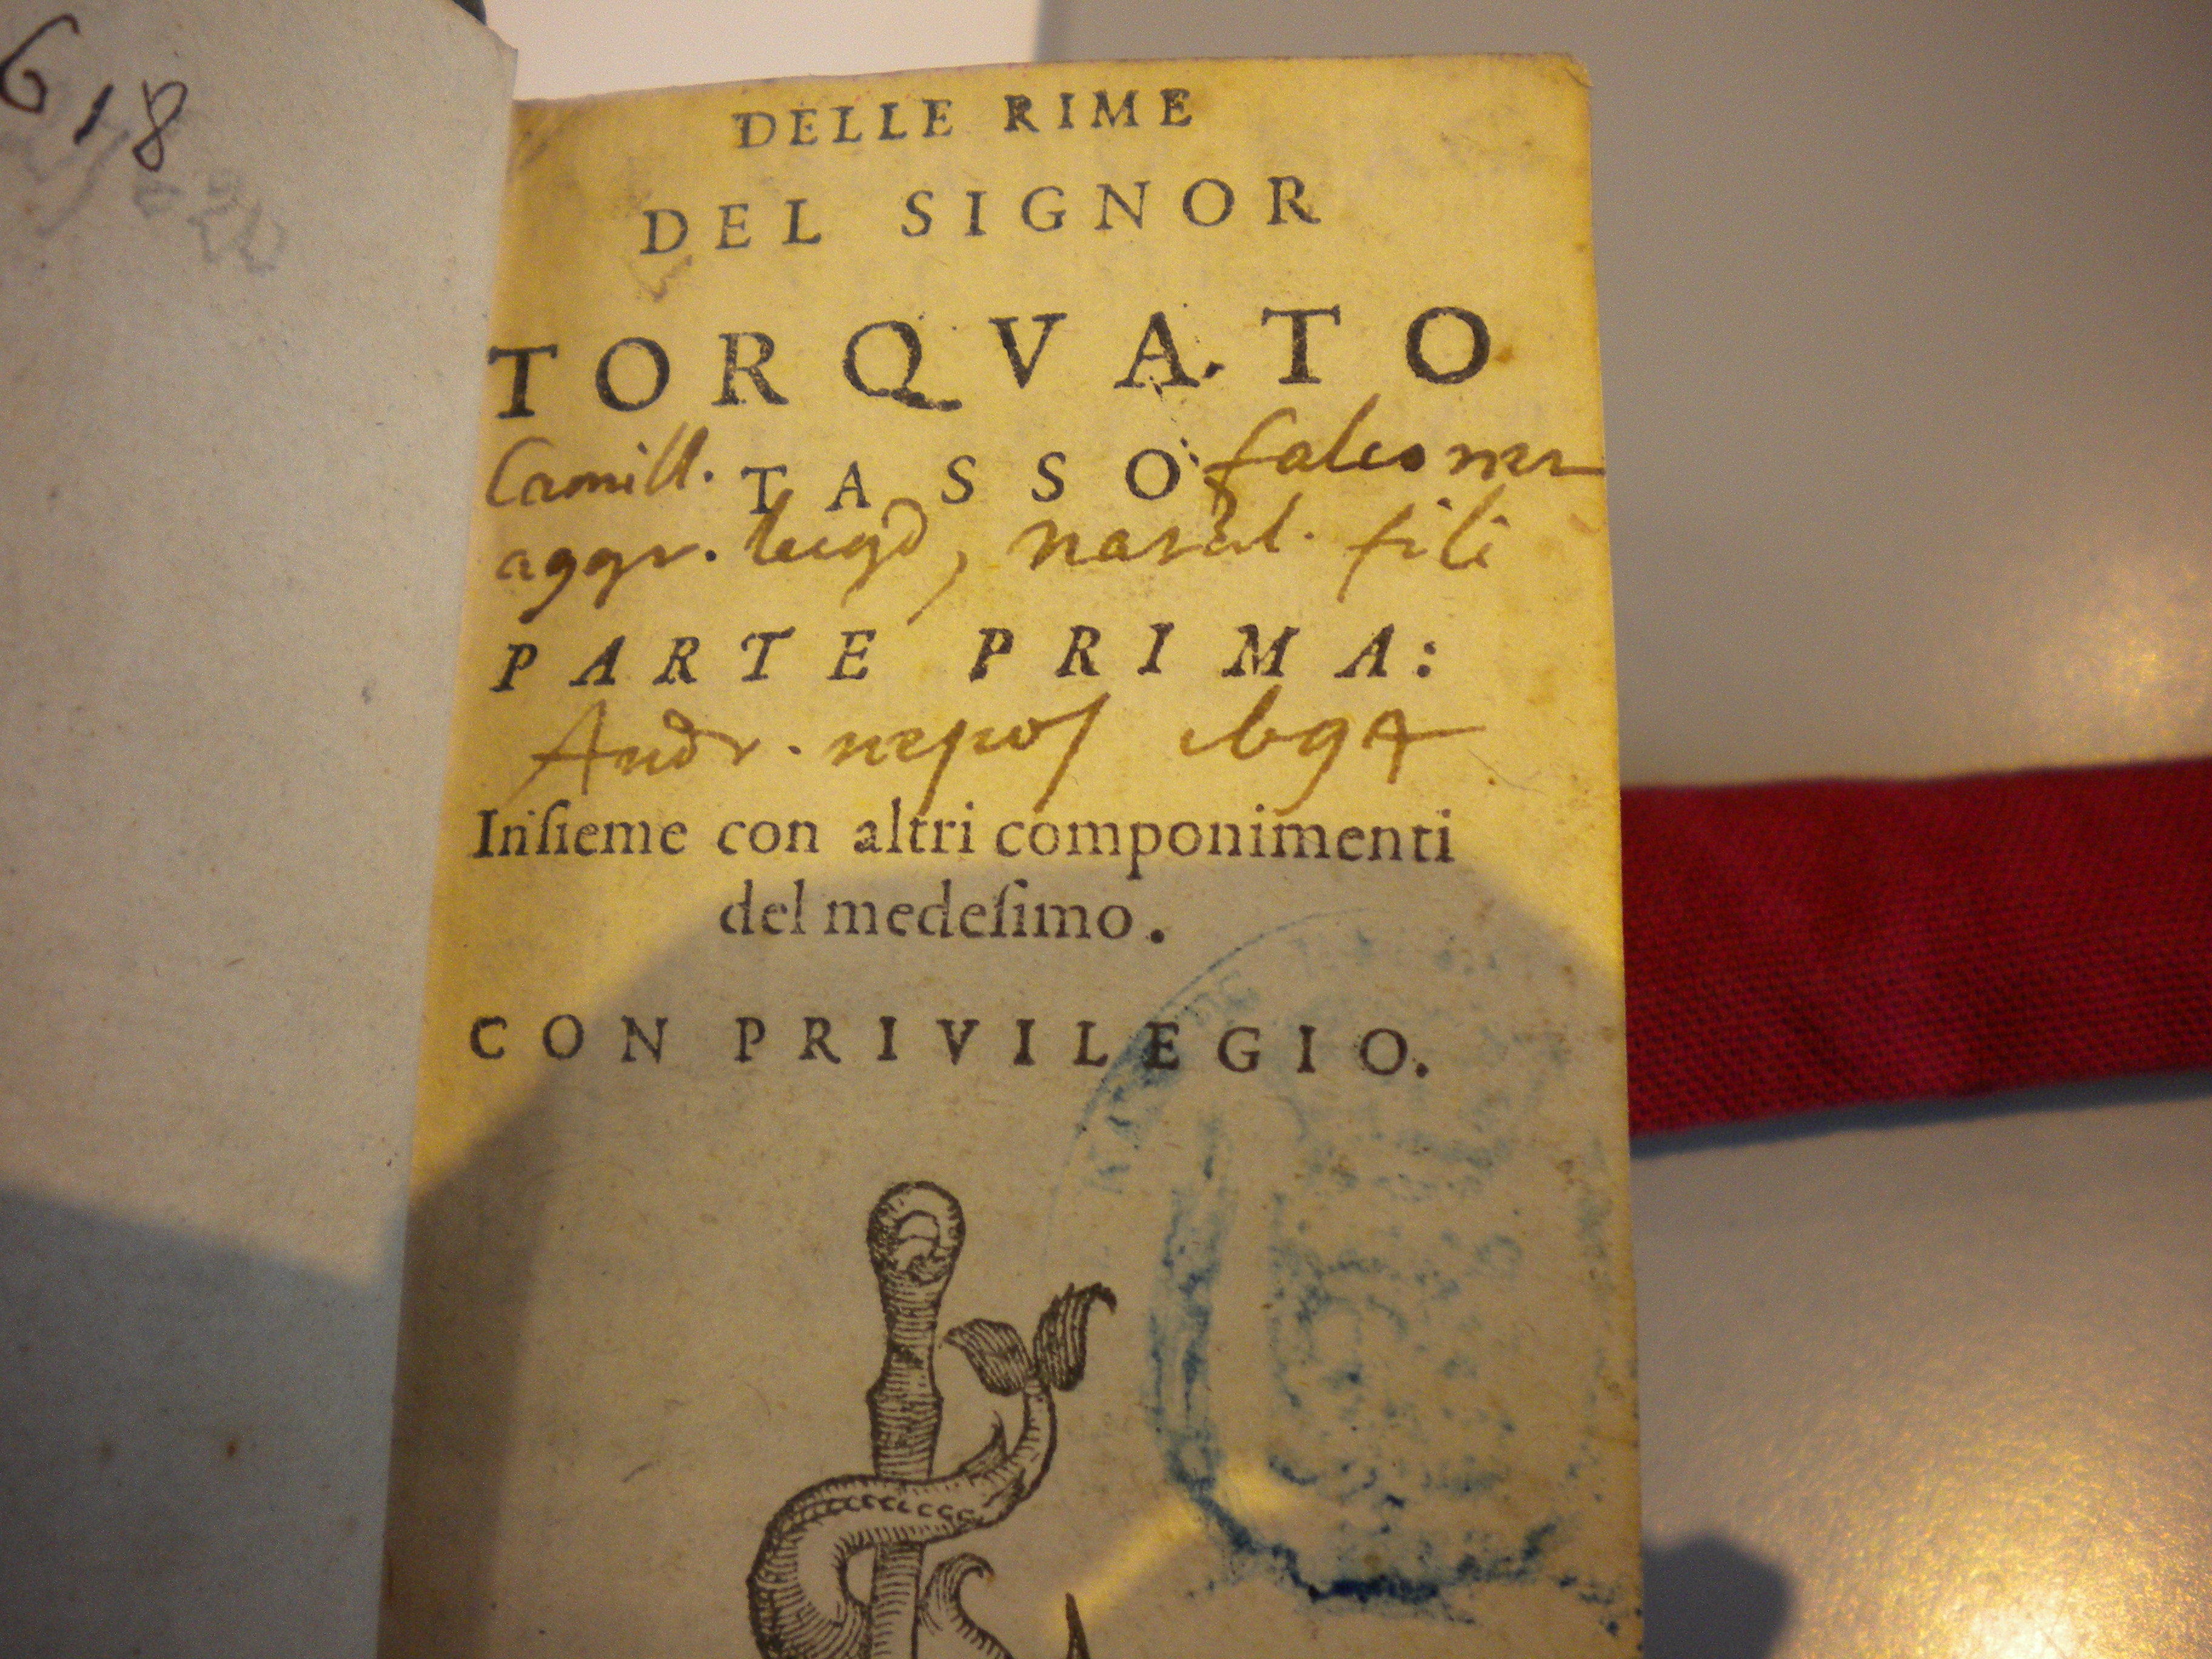 618
DELLE RIME
DEL SIGNOR
TORQVATO
Camill. TASSO falconer
aggr. , natal. fili
PARTE PRIMA:
Andr. nepos 1694
Inſieme con altri componimenti
del medeſimo.
CON PRIVILEGIO.